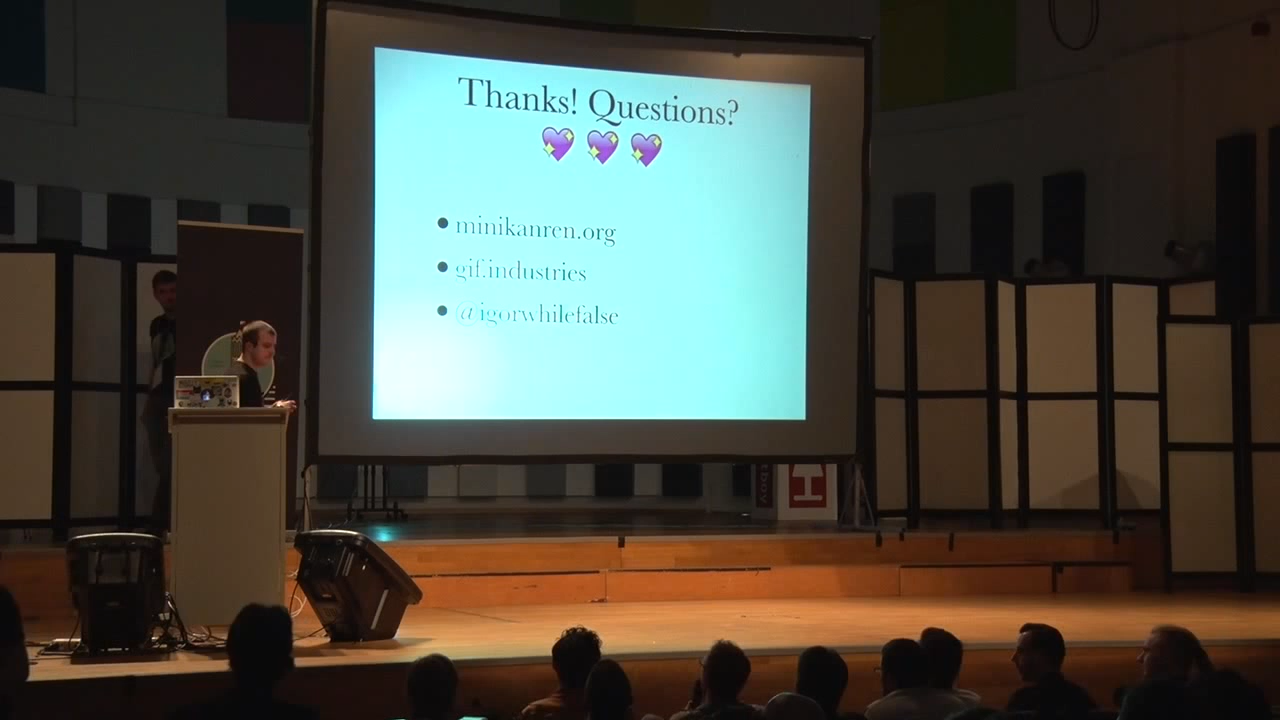 Thanks! Questions?
minikanren.org
gif.industries
@igorwhilefalse